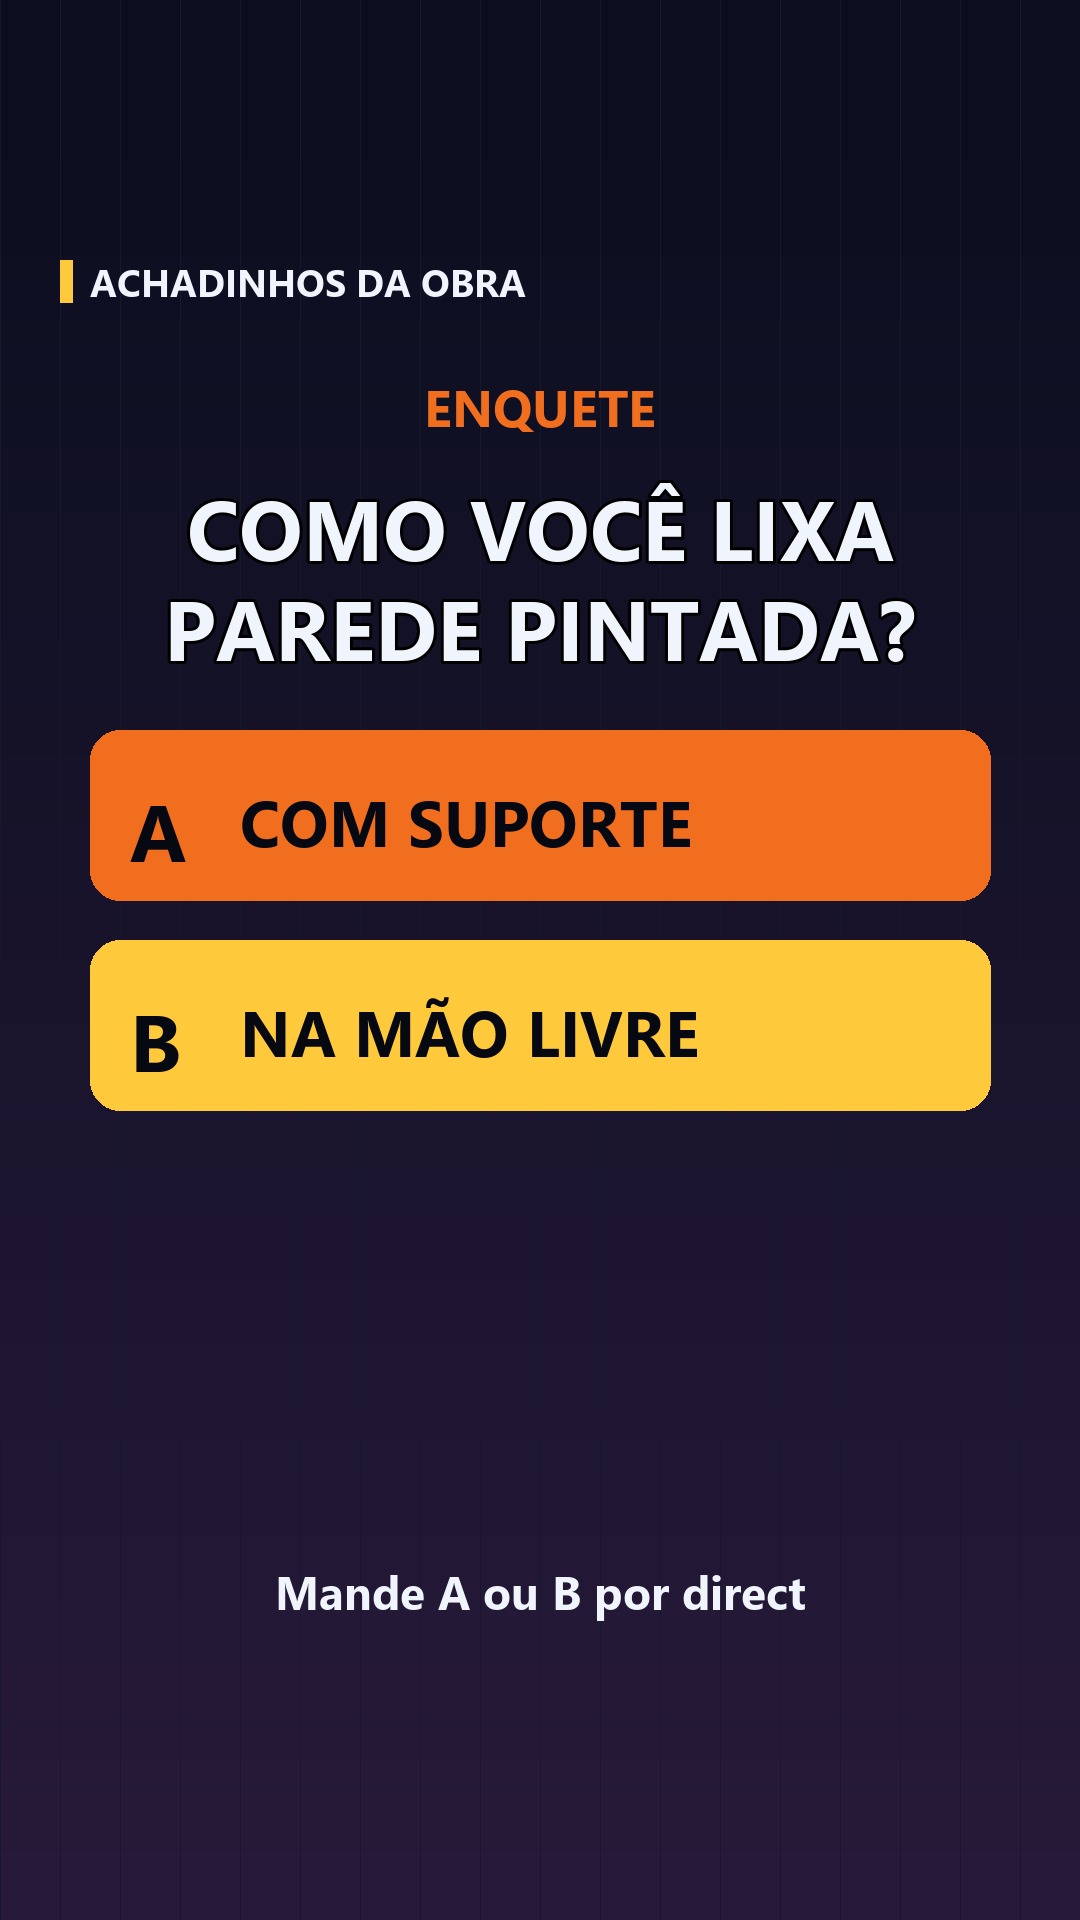 ACHADINHOS DA OBRA
ENQUETE
COMO VOCÊ LIXA
PAREDE PINTADA?
A COM SUPORTE
B NA MÃO LIVRE
Mande A ou B por direct